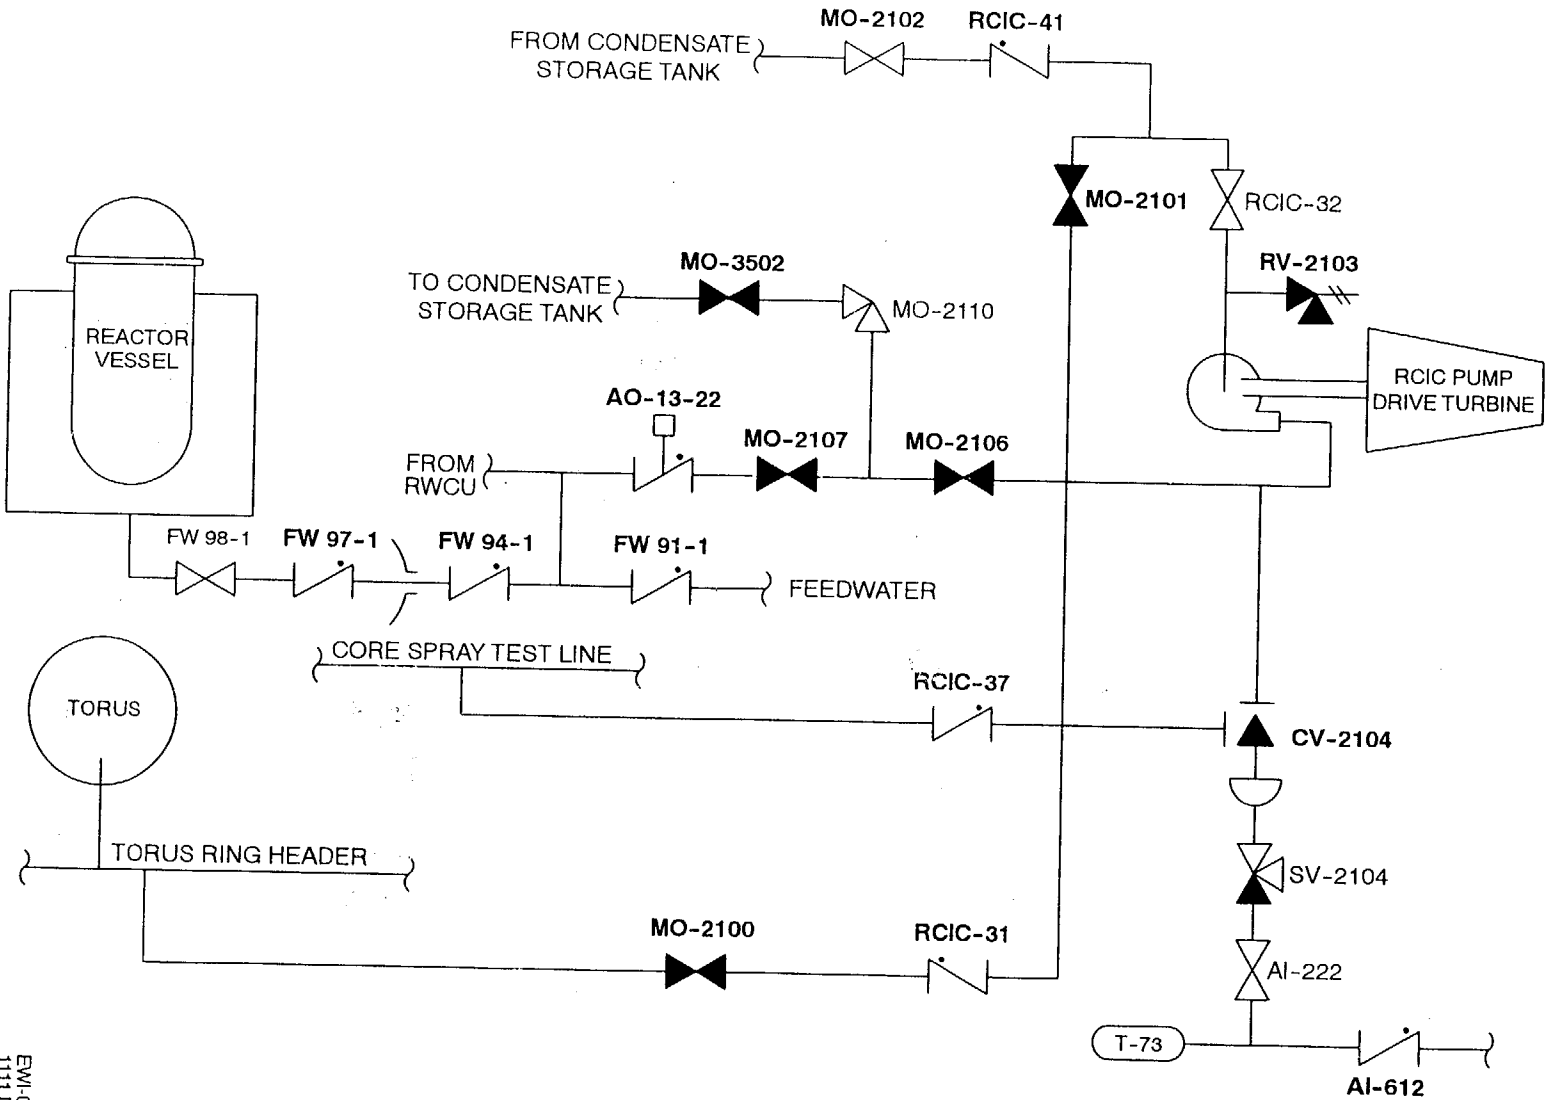 MO-2102
RCIC-41
FROM CONDENSATE
STORAGE TANK
MO-2101
RCIC-32
MO-3502
RV-2103
TO CONDENSATE
STORAGE TANK
MO-2110
REACTOR
VESSEL
RCIC PUMP
DRIVE TURBINE
AO-13-22
MO-2107
MO-2106
FROM
RWCU
FW 98-1
FW 97-1
FW 94-1
FW 91-1
FEEDWATER
CORE SPRAY TEST LINE
RCIC-37
TORUS
CV-2104
TORUS RING HEADER
SV-2104
MO-2100
RCIC-31
AI-222
T-73
AI-612